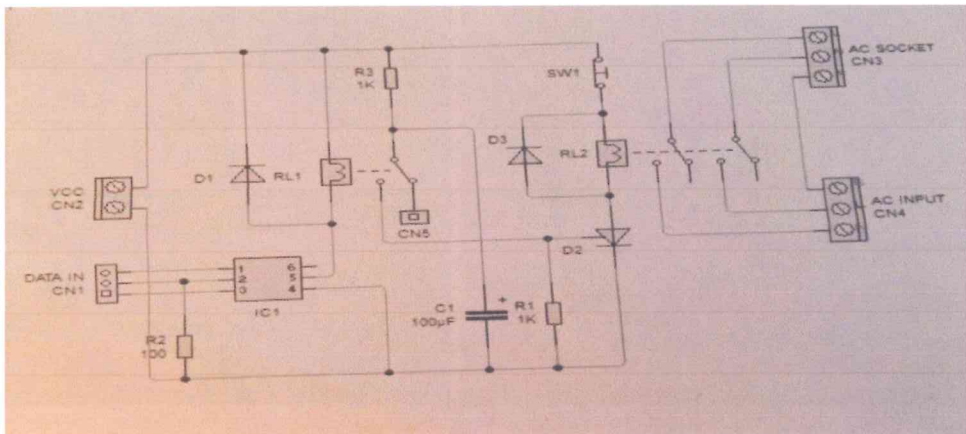 AC SOCKET
CN3
R3
1K
SW1
D3
D1
RL1
RL2
VCC
CN2
AC INPUT
CN4
CN5
D2
DATA IN
CN1
1
2
6
5
4
IC1
C1
100µF
+
R1
1K
R2
100